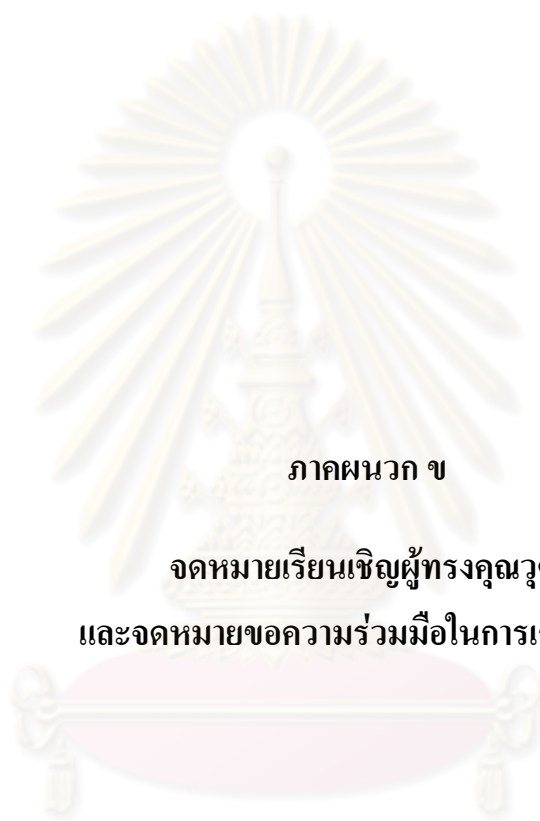 ภาคผนวก ข
จดหมายเรียนเชิญผู้ทรงคุณวุ
และจดหมายขอความร่วมมือในการเ